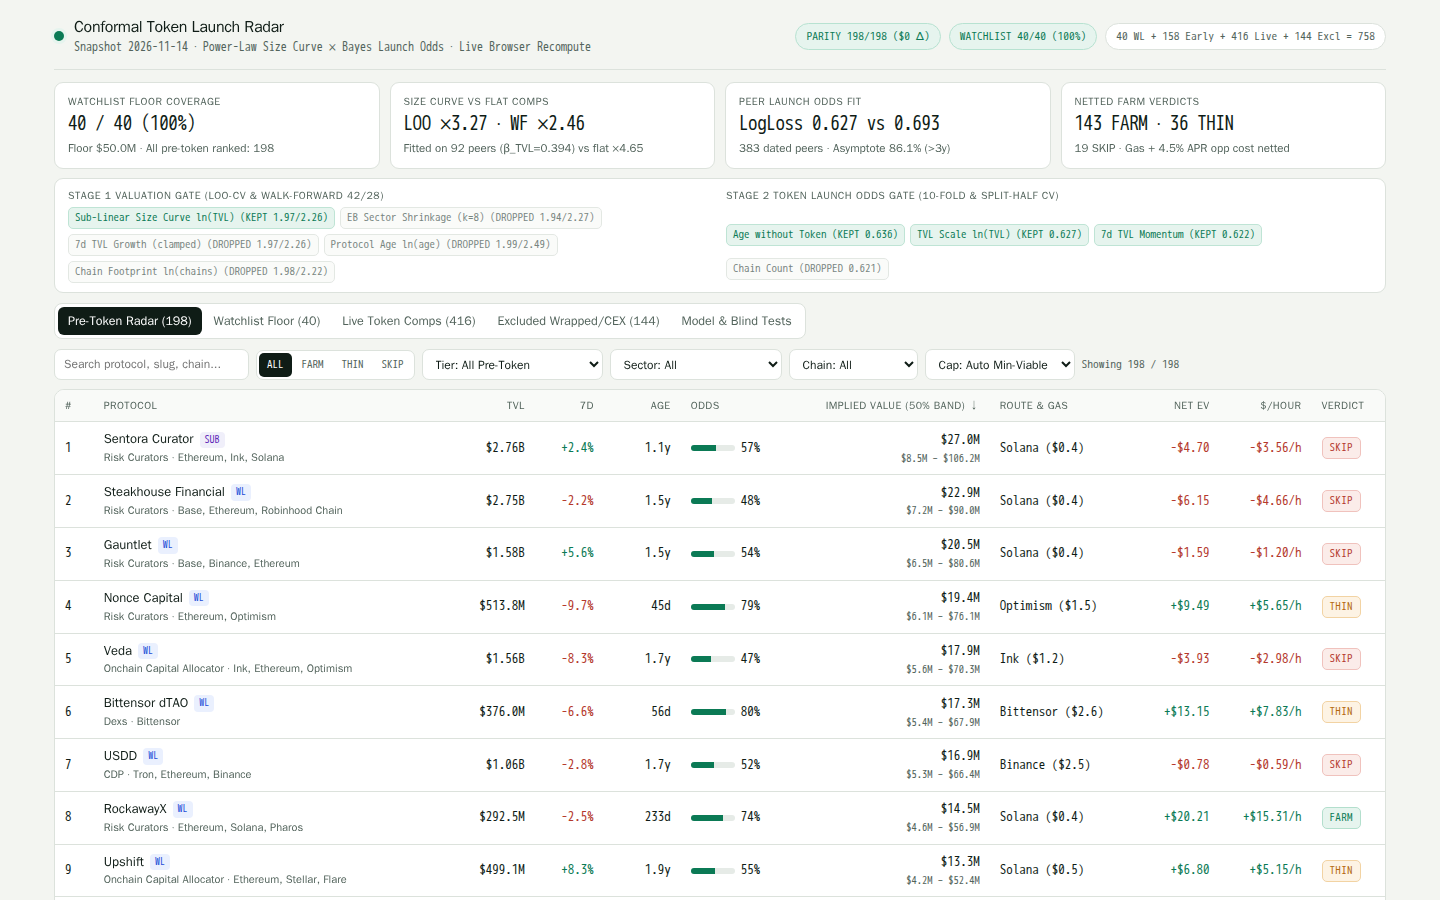 Conformal Token Launch Radar
Snapshot 2026-11-14 · Power-Law Size Curve × Bayes Launch Odds · Live Browser Recompute
PARITY 198/198 ($0 Δ)
WATCHLIST 40/40 (100%)
40 WL + 158 Early + 416 Live + 144 Excl = 758
WATCHLIST FLOOR COVERAGE
40 / 40 (100%)
Floor $50.0M · All pre-token ranked: 198
SIZE CURVE VS FLAT COMPS
LOO ×3.27 · WF ×2.46
Fitted on 92 peers (β_TVL=0.394) vs flat ×4.65
PEER LAUNCH ODDS FIT
LogLoss 0.627 vs 0.693
383 dated peers · Asymptote 86.1% (>3y)
NETTED FARM VERDICTS
143 FARM · 36 THIN
19 SKIP · Gas + 4.5% APR opp cost netted
STAGE 1 VALUATION GATE (LOO-CV & WALK-FORWARD 42/28)
Sub-Linear Size Curve ln(TVL) (KEPT 1.97/2.26)
EB Sector Shrinkage (k=8) (DROPPED 1.94/2.27)
7d TVL Growth (clamped) (DROPPED 1.97/2.26)
Protocol Age ln(age) (DROPPED 1.99/2.49)
Chain Footprint ln(chains) (DROPPED 1.98/2.22)
STAGE 2 TOKEN LAUNCH ODDS GATE (10-FOLD & SPLIT-HALF CV)
Age without Token (KEPT 0.636)
TVL Scale ln(TVL) (KEPT 0.627)
7d TVL Momentum (KEPT 0.622)
Chain Count (DROPPED 0.621)
Pre-Token Radar (198)
Watchlist Floor (40)
Live Token Comps (416)
Excluded Wrapped/CEX (144)
Model & Blind Tests
Search protocol, slug, chain...
ALL FARM THIN SKIP
Tier: All Pre-Token
Sector: All
Chain: All
Cap: Auto Min-Viable
Showing 198 / 198
# PROTOCOL TVL 7D AGE ODDS IMPLIED VALUE (50% BAND) ↓ ROUTE & GAS NET EV $/HOUR VERDICT
1 Sentora Curator SUB $2.76B +2.4% 1.1y 57% $27.0M Solana ($0.4) -$4.70 -$3.56/h SKIP
Risk Curators · Ethereum, Ink, Solana $8.5M – $106.2M
2 Steakhouse Financial WL $2.75B -2.2% 1.5y 48% $22.9M Solana ($0.4) -$6.15 -$4.66/h SKIP
Risk Curators · Base, Ethereum, Robinhood Chain $7.2M – $90.0M
3 Gauntlet WL $1.58B +5.6% 1.5y 54% $20.5M Solana ($0.4) -$1.59 -$1.20/h SKIP
Risk Curators · Base, Binance, Ethereum $6.5M – $80.6M
4 Nonce Capital WL $513.8M -9.7% 45d 79% $19.4M Optimism ($1.5) +$9.49 +$5.65/h THIN
Risk Curators · Ethereum, Optimism $6.1M – $76.1M
5 Veda WL $1.56B -8.3% 1.7y 47% $17.9M Ink ($1.2) -$3.93 -$2.98/h SKIP
Onchain Capital Allocator · Ink, Ethereum, Optimism $5.6M – $70.3M
6 Bittensor dTAO WL $376.0M -6.6% 56d 80% $17.3M Bittensor ($2.6) +$13.15 +$7.83/h THIN
Dexs · Bittensor $5.4M – $67.9M
7 USDD WL $1.06B -2.8% 1.7y 52% $16.9M Binance ($2.5) -$0.78 -$0.59/h SKIP
CDP · Tron, Ethereum, Binance $5.3M – $66.4M
8 RockawayX WL $292.5M -2.5% 233d 74% $14.5M Solana ($0.4) +$20.21 +$15.31/h FARM
Risk Curators · Ethereum, Solana, Pharos $4.6M – $56.9M
9 Upshift WL $499.1M +8.3% 1.9y 55% $13.3M Solana ($0.5) +$6.80 +$5.15/h THIN
Onchain Capital Allocator · Ethereum, Stellar, Flare $4.2M – $52.4M